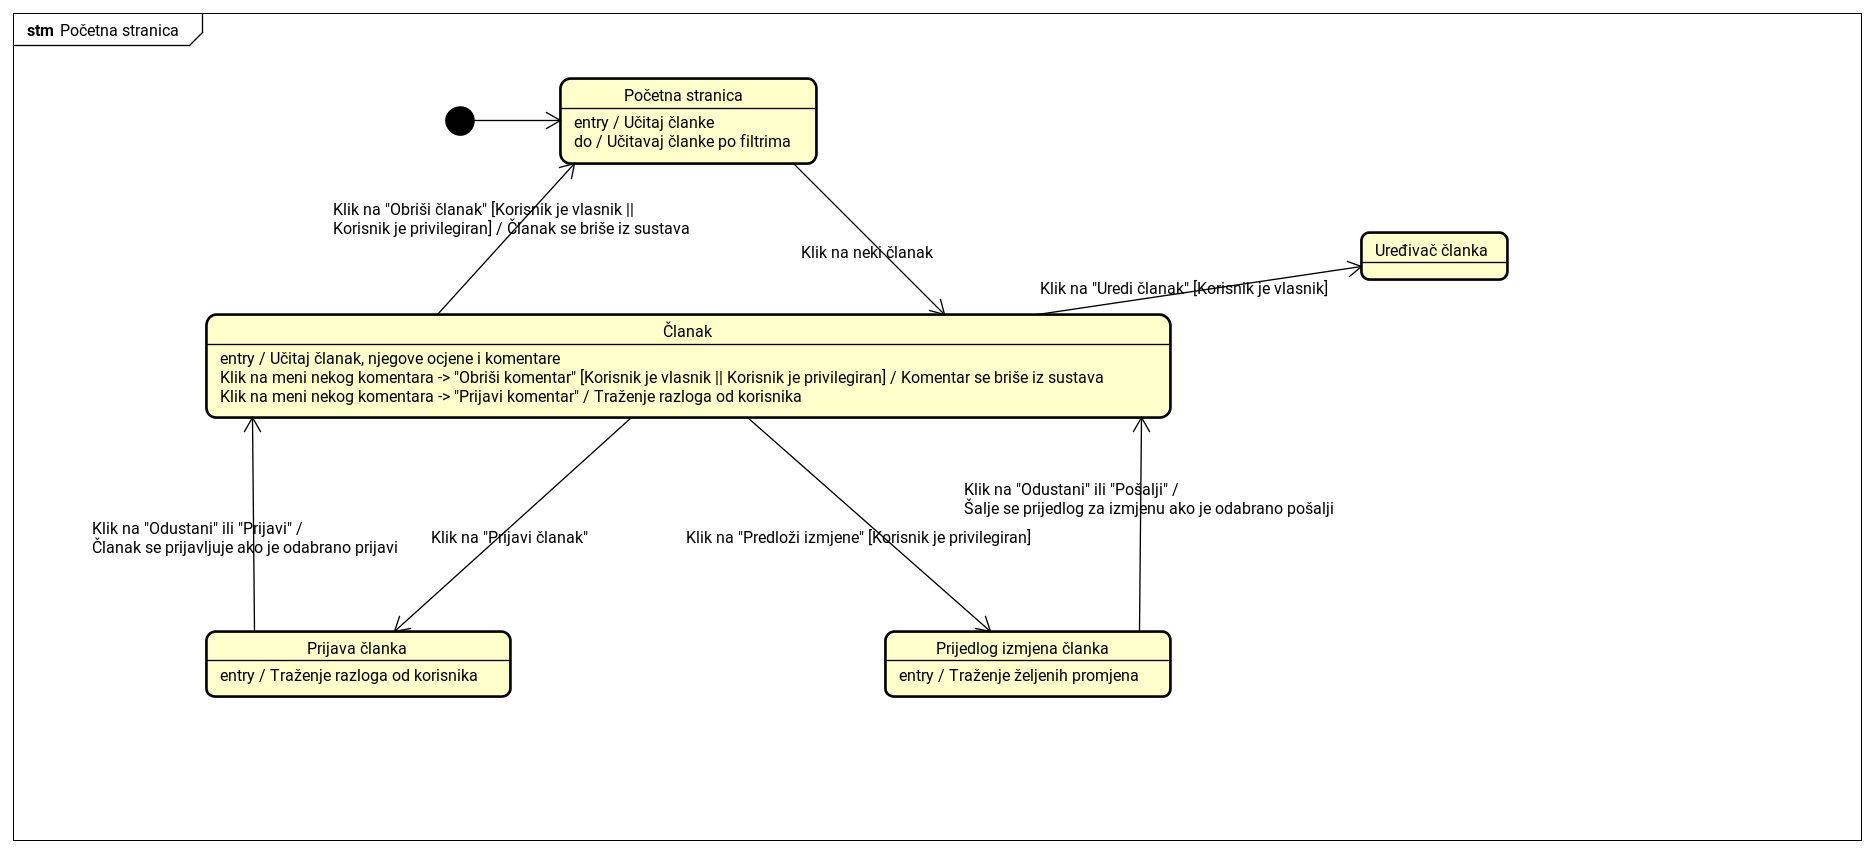 stm Početna stranica
Početna stranica
entry / Učitaj članke
do / Učitavaj članke po filtrima
Klik na "Obriši članak" [Korisnik je vlasnik ||
Korisnik je privilegiran] / Članak se briše iz sustava
Klik na neki članak
Uređivač članka
Klik na "Uredi članak" [Korisnik je vlasnik]
Članak
entry / Učitaj članak, njegove ocjene i komentare
Klik na meni nekog komentara -> "Obriši komentar" [Korisnik je vlasnik || Korisnik je privilegiran] / Komentar se briše iz sustava
Klik na meni nekog komentara -> "Prijavi komentar" / Traženje razloga od korisnika
Klik na "Odustani" ili "Pošalji" /
Šalje se prijedlog za izmjenu ako je odabrano pošalji
Klik na "Odustani" ili "Prijavi" /
Članak se prijavljuje ako je odabrano prijavi
Klik na "Prijavi članak"
Klik na "Predloži izmjene" [Korisnik je privilegiran]
Prijava članka
entry / Traženje razloga od korisnika
Prijedlog izmjena članka
entry / Traženje željenih promjena